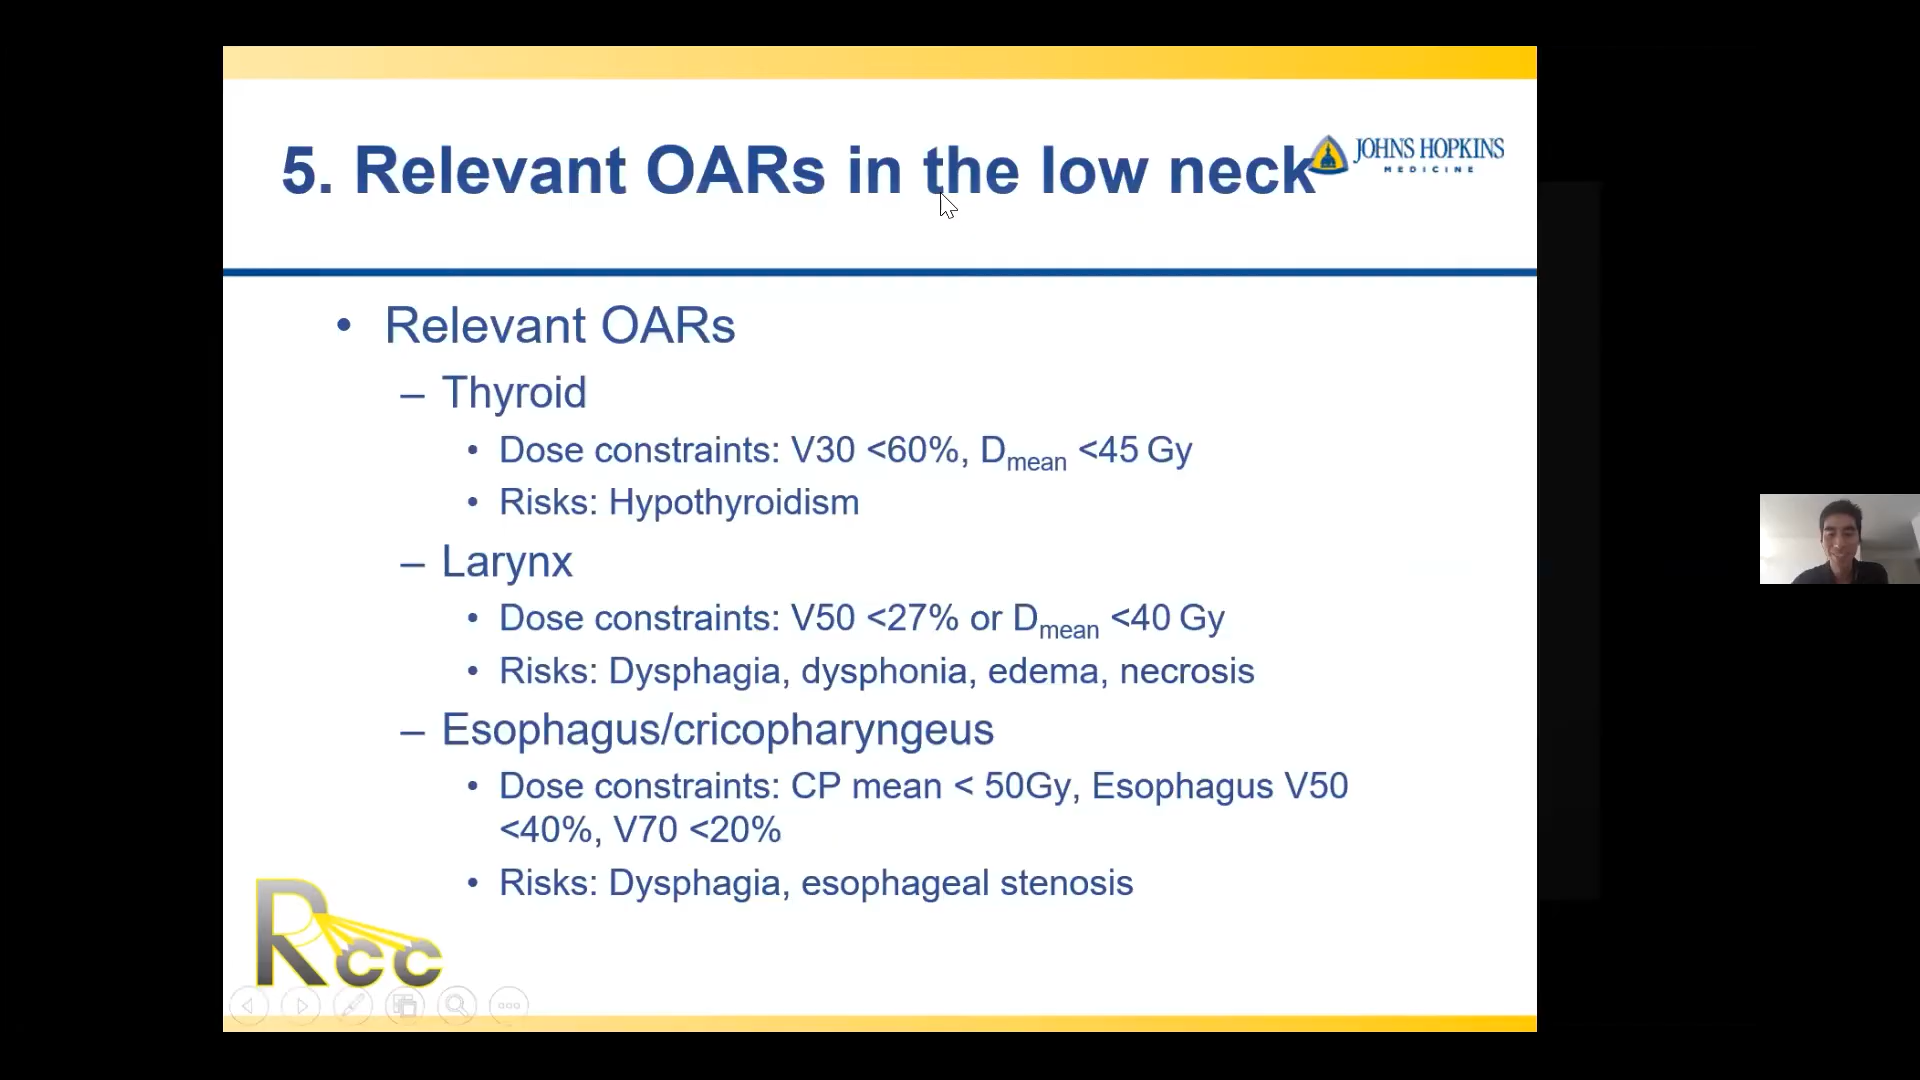 5. Relevant OARs in the low neck
JOHNS HOPKINS
MEDICINE
• Relevant OARs
– Thyroid
• Dose constraints: V30 <60%, Dmean <45 Gy
• Risks: Hypothyroidism
– Larynx
• Dose constraints: V50 <27% or Dmean <40 Gy
• Risks: Dysphagia, dysphonia, edema, necrosis
– Esophagus/cricopharyngeus
• Dose constraints: CP mean < 50Gy, Esophagus V50
<40%, V70 <20%
• Risks: Dysphagia, esophageal stenosis
Rcc